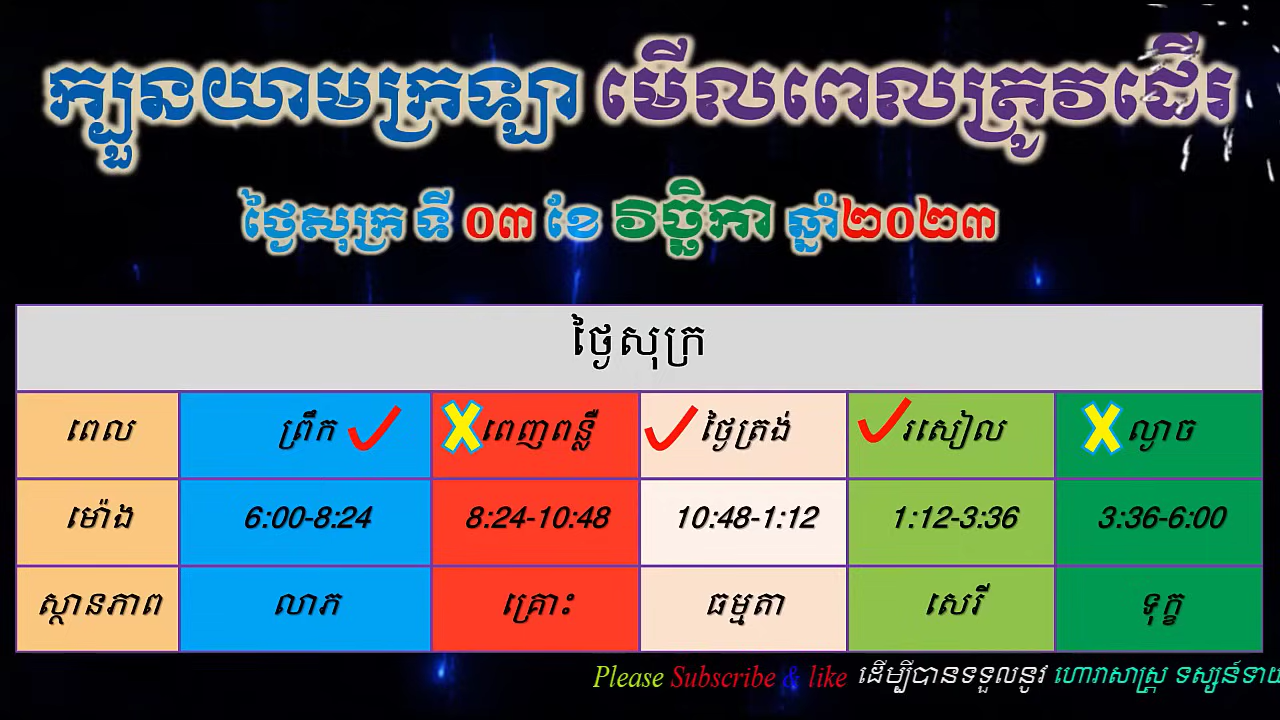 ក្បួនយាមក្រឡា មើលពេលត្រូវដើរ
ថ្ងៃសុក្រ ទី ០៣ ខែ វិច្ឆិកា ឆ្នាំ២០២៣
ថ្ងៃសុក្រ
ពេល ព្រឹក ពេញពន្លឺ ថ្ងៃត្រង់ រសៀល ល្ងាច
ម៉ោង 6:00-8:24 8:24-10:48 10:48-1:12 1:12-3:36 3:36-6:00
ស្ថានភាព លាភ គ្រោះ ធម្មតា សេរី ទុក្ខ
Please Subscribe & like ដើម្បីបានទទួលនូវ ហោរាសាស្ត្រ ទស្សន៍ទាយ